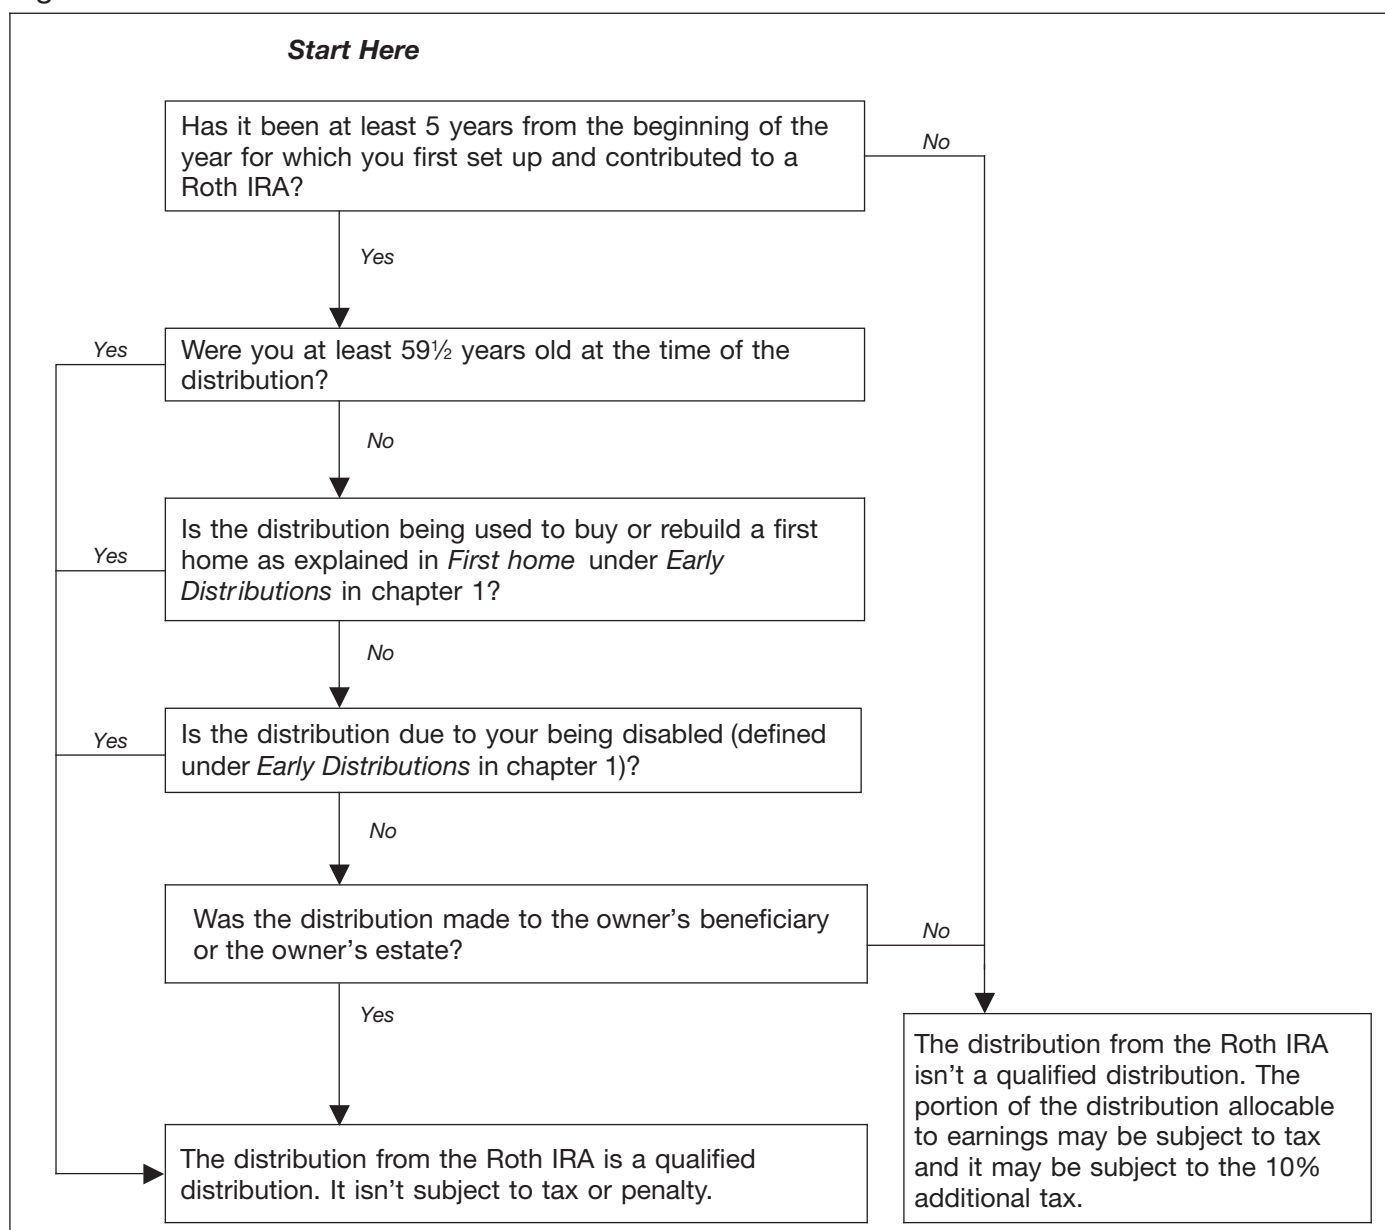 Start Here
Has it been at least 5 years from the beginning of the
year for which you first set up and contributed to a
Roth IRA?
No
Yes
Yes
Were you at least 59½ years old at the time of the
distribution?
No
Is the distribution being used to buy or rebuild a first
home as explained in First home under Early
Distributions in chapter 1?
Yes
No
Is the distribution due to your being disabled (defined
under Early Distributions in chapter 1)?
Yes
No
Was the distribution made to the owner’s beneficiary
or the owner’s estate?
No
Yes
The distribution from the Roth IRA
isn’t a qualified distribution. The
portion of the distribution allocable
to earnings may be subject to tax
and it may be subject to the 10%
additional tax.
The distribution from the Roth IRA is a qualified
distribution. It isn’t subject to tax or penalty.